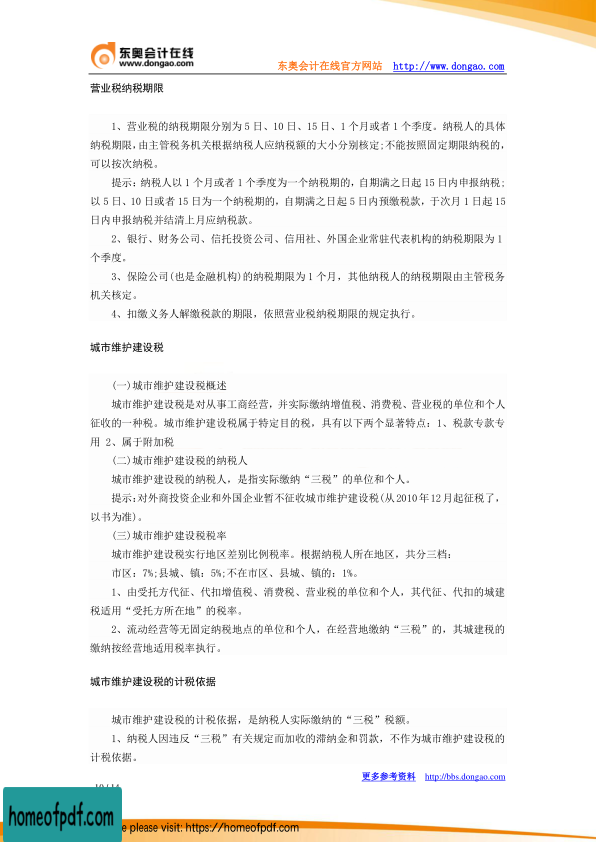 东奥会计在线
www.dongao.com
东奥会计在线官方网站 http://www.dongao.com
营业税纳税期限
1、营业税的纳税期限分别为 5 日、10 日、15 日、1 个月或者 1 个季度。纳税人的具体
纳税期限,由主管税务机关根据纳税人应纳税额的大小分别核定;不能按照固定期限纳税的,
可以按次纳税。
提示:纳税人以 1 个月或者 1 个季度为一个纳税期的,自期满之日起 15 日内申报纳税;
以 5 日、10 日或者 15 日为一个纳税期的,自期满之日起 5 日内预缴税款,于次月 1 日起 15
日内申报纳税并结清上月应纳税款。
2、银行、财务公司、信托投资公司、信用社、外国企业常驻代表机构的纳税期限为 1
个季度。
3、保险公司(也是金融机构)的纳税期限为 1 个月,其他纳税人的纳税期限由主管税务
机关核定。
4、扣缴义务人解缴税款的期限,依照营业税纳税期限的规定执行。
城市维护建设税
(一)城市维护建设税概述
城市维护建设税是对从事工商经营,并实际缴纳增值税、消费税、营业税的单位和个人
征收的一种税。城市维护建设税属于特定目的税。具有以下两个显著特点:1、税款专款专
用 2、属于附加税
(二)城市维护建设税的纳税人
城市维护建设税的纳税人,是指实际缴纳“三税”的单位和个人。
提示:对外商投资企业和外国企业暂不征收城市维护建设税(从 2010 年 12 月起征税了,
以书为准)。
(三)城市维护建设税税率
城市维护建设税实行地区差别比例税率。根据纳税人所在地区,共分三档:
市区:7%;县城、镇:5%;不在市区、县城、镇的:1%。
1、由受托方代征、代扣增值税、消费税、营业税的单位和个人,其代征、代扣的城建
税适用“受托方所在地”的税率。
2、流动经营等无固定纳税地点的单位和个人,在经营地缴纳“三税”的,其城建税的
缴纳按经营地适用税率执行。
城市维护建设税的计税依据
城市维护建设税的计税依据,是纳税人实际缴纳的“三税”税额。
1、纳税人因违反“三税”有关规定而加收的滞纳金和罚款,不作为城市维护建设税的
计税依据。
更多参考资料 http://bbs.dongao.com
homeofpdf.com
please visit: https://homeofpdf.com